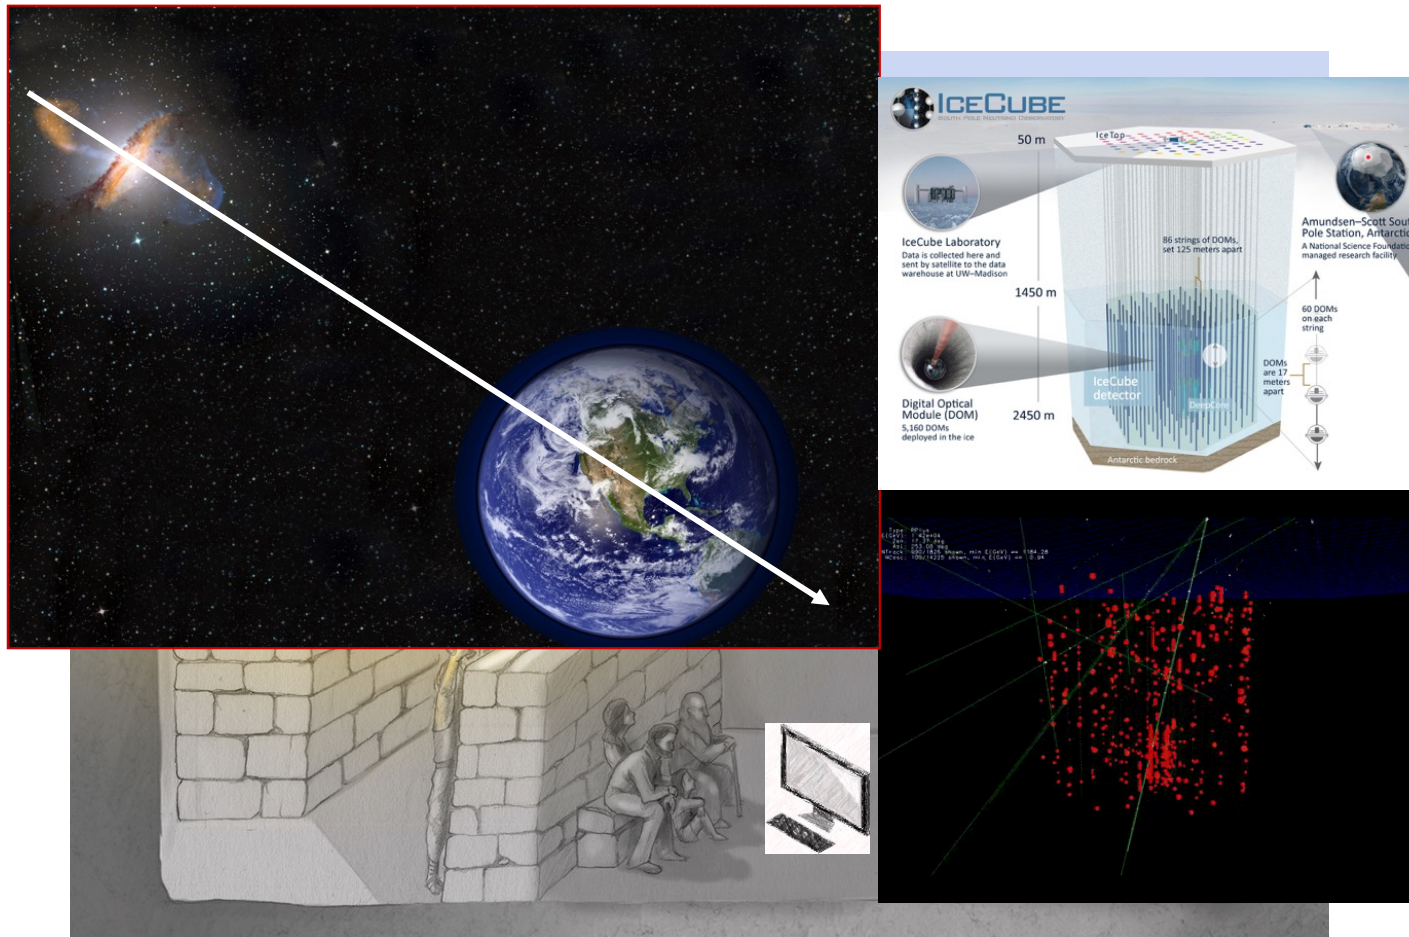 ICECUBE
SOUTH POLE NEUTRINO OBSERVATORY
50 m
IceTop
86 strings of DOMs,
set 125 meters apart
IceCube Laboratory
Data is collected here and
sent by satellite to the data
warehouse at UW–Madison
Amundsen–Scott Sout
Pole Station, Antarctic
A National Science Foundatio
managed research facility
1450 m
60 DOMs
on each
string
DOMs
are 17
meters
apart
IceCube
detector
DeepCore
Digital Optical
Module (DOM)
5,160 DOMs
deployed in the ice
2450 m
Antarctic bedrock